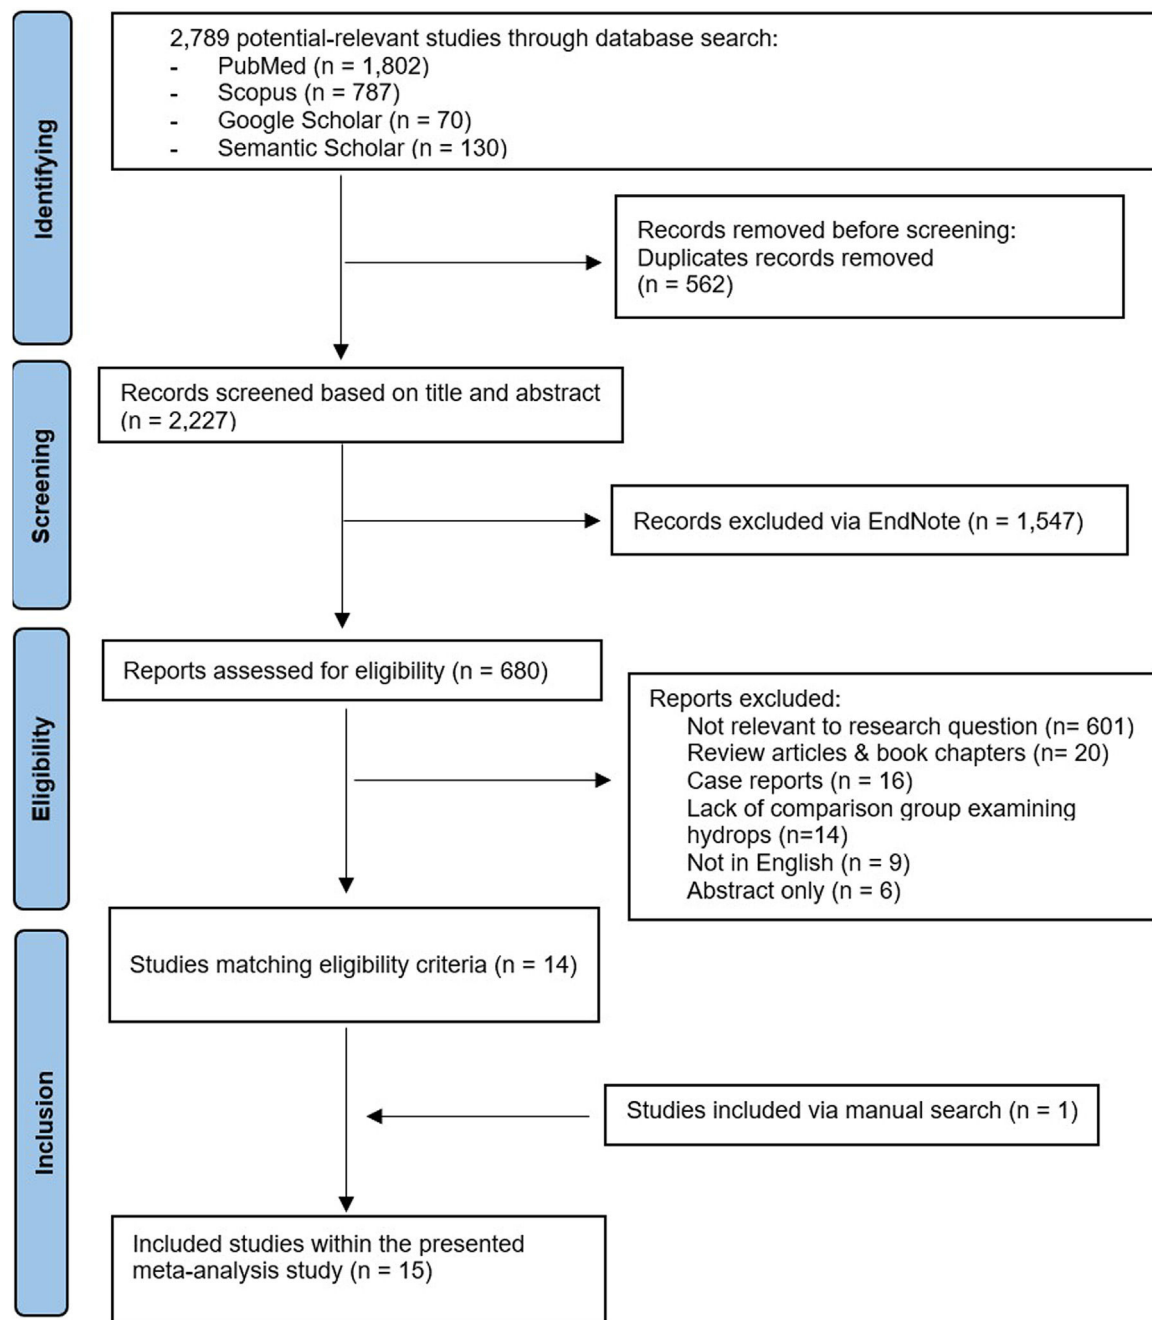 Identifying
2,789 potential-relevant studies through database search:
- PubMed (n = 1,802)
- Scopus (n = 787)
- Google Scholar (n = 70)
- Semantic Scholar (n = 130)
Records removed before screening:
Duplicates records removed
(n = 562)
Screening
Records screened based on title and abstract
(n = 2,227)
Records excluded via EndNote (n = 1,547)
Eligibility
Reports assessed for eligibility (n = 680)
Reports excluded:
Not relevant to research question (n= 601)
Review articles & book chapters (n= 20)
Case reports (n = 16)
Lack of comparison group examining
hydrops (n=14)
Not in English (n = 9)
Abstract only (n = 6)
Studies matching eligibility criteria (n = 14)
Inclusion
Studies included via manual search (n = 1)
Included studies within the presented
meta-analysis study (n = 15)